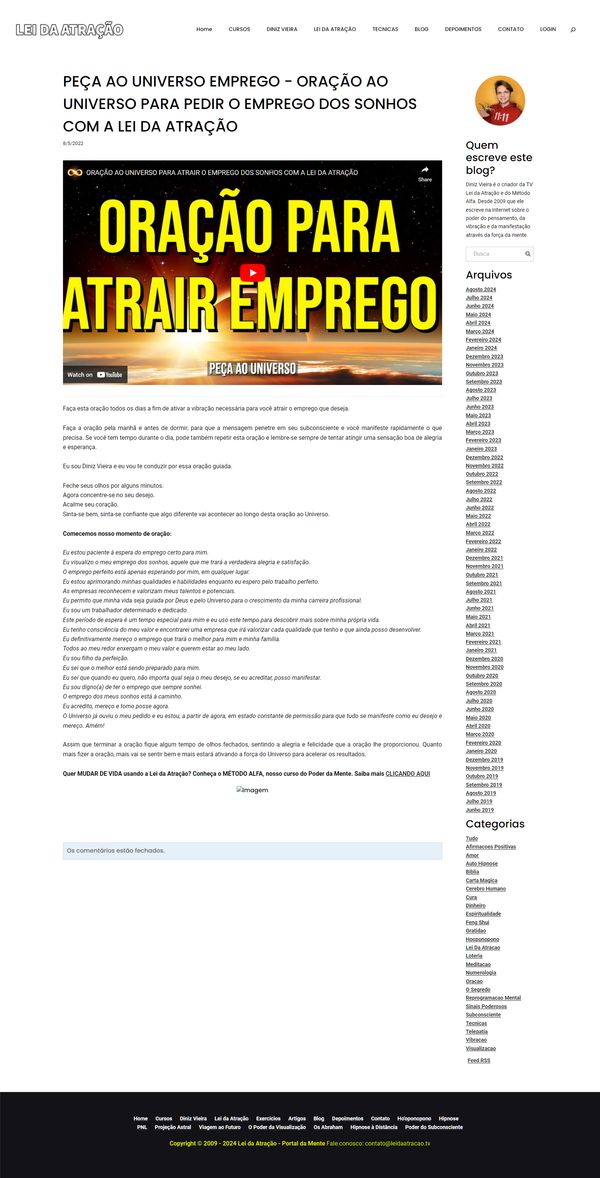 LEI DA ATRAÇÃO
Home CURSOS DINIZ VIEIRA LEI DA ATRAÇÃO TECNICAS BLOG DEPOIMENTOS CONTATO LOGIN
PEÇA AO UNIVERSO EMPREGO - ORAÇÃO AO
UNIVERSO PARA PEDIR O EMPREGO DOS SONHOS
COM A LEI DA ATRAÇÃO
8/5/2022
ORAÇÃO AO UNIVERSO PARA ATRAIR O EMPREGO DOS SONHOS COM A LEI DA ATRAÇÃO
Share
ORAÇÃO PARA
ATRAIR EMPREGO
PEÇA AO UNIVERSO
Watch on YouTube
Faça esta oração todos os dias a fim de ativar a vibração necessária para você atrair o emprego que deseja.
Faça a oração pela manhã e antes de dormir, para que a mensagem penetre em seu subconsciente e você manifeste rapidamente o que
precisa. Se você tem tempo durante o dia, pode também repetir esta oração e lembre-se sempre de tentar atingir uma sensação boa de alegria
e esperança.
Eu sou Diniz Vieira e eu vou te conduzir por essa oração guiada.
Feche seus olhos por alguns minutos.
Agora concentre-se no seu desejo.
Acalme seu coração.
Sinta-se bem, sinta-se confiante que algo diferente vai acontecer ao longo desta oração ao Universo.
Comecemos nosso momento de oração:
Eu estou paciente à espera do emprego certo para mim.
Eu visualizo o meu emprego dos sonhos, aquele que me trará a verdadeira alegria e satisfação.
O emprego perfeito está apenas esperando por mim, em qualquer lugar.
Eu estou aprimorando minhas qualidades e habilidades enquanto eu espero pelo trabalho perfeito.
As empresas reconhecem e valorizam meus talentos e potenciais.
Eu permito que minha vida seja guiada por Deus e pelo Universo para o crescimento da minha carreira profissional.
Eu sou um trabalhador determinado e dedicado.
Este período de espera é um tempo especial para mim e eu uso este tempo para descobrir mais sobre minha própria vida.
Eu tenho consciência do meu valor e encontrarei uma empresa que irá valorizar cada qualidade que tenho e que ainda posso desenvolver.
Eu definitivamente mereço o emprego que trará o melhor para mim e minha família.
Todos ao meu redor enxergam o meu valor e querem estar ao meu lado.
Eu sou filho da perfeição.
Eu sei que o melhor está sendo preparado para mim.
Eu sei que quando eu quero, não importa qual seja o meu desejo, se eu acreditar, posso manifestar.
Eu sou digno(a) de ter o emprego que sempre sonhei.
O emprego dos meus sonhos está à caminho.
Eu acredito, mereço e tomo posse agora.
O Universo já ouviu o meu pedido e eu estou, a partir de agora, em estado constante de permissão para que tudo se manifeste como eu desejo e
mereço. Amém!
Assim que terminar a oração fique algum tempo de olhos fechados, sentindo a alegria e felicidade que a oração lhe proporcionou. Quanto
mais fizer a oração, mais vai se sentir bem e mais estará ativando a força do Universo para acelerar os resultados.
Quer MUDAR DE VIDA usando a Lei da Atração? Conheça o MÉTODO ALFA, nosso curso do Poder da Mente. Saiba mais CLICANDO AQUI
Imagem
Os comentários estão fechados.
11:11
Quem
escreve este
blog?
Diniz Vieira é o criador da TV
Lei da Atração e do Método
Alfa. Desde 2009 que ele
escreve na Internet sobre o
poder do pensamento, da
vibração e da manifestação
através da força da mente.
Busca
Arquivos
Agosto 2024
Julho 2024
Junho 2024
Maio 2024
Abril 2024
Março 2024
Fevereiro 2024
Janeiro 2024
Dezembro 2023
Novembro 2023
Outubro 2023
Setembro 2023
Agosto 2023
Julho 2023
Junho 2023
Maio 2023
Abril 2023
Março 2023
Fevereiro 2023
Janeiro 2023
Dezembro 2022
Novembro 2022
Outubro 2022
Setembro 2022
Agosto 2022
Julho 2022
Junho 2022
Maio 2022
Abril 2022
Março 2022
Fevereiro 2022
Janeiro 2022
Dezembro 2021
Novembro 2021
Outubro 2021
Setembro 2021
Agosto 2021
Julho 2021
Junho 2021
Maio 2021
Abril 2021
Março 2021
Fevereiro 2021
Janeiro 2021
Dezembro 2020
Novembro 2020
Outubro 2020
Setembro 2020
Agosto 2020
Julho 2020
Junho 2020
Maio 2020
Abril 2020
Março 2020
Fevereiro 2020
Janeiro 2020
Dezembro 2019
Novembro 2019
Outubro 2019
Setembro 2019
Agosto 2019
Julho 2019
Junho 2019
Categorias
Tudo
Afirmacoes Positivas
Amor
Auto Hipnose
Biblia
Carta Magica
Cerebro Humano
Cura
Dinheiro
Espiritualidade
Feng Shui
Gratidao
Hooponopono
Lei Da Atracao
Loteria
Meditacao
Numerologia
Oracao
O Segredo
Reprogramacao Mental
Sinais Poderosos
Subconsciente
Tecnicas
Telepatia
Vibracao
Visualizacao
Feed RSS
Home Cursos Diniz Vieira Lei da Atração Exercícios Artigos Blog Depoimentos Contato Ho'oponopono Hipnose
PNL Projeção Astral Viagem ao Futuro O Poder da Visualização Os Abraham Hipnose à Distância Poder do Subconsciente
Copyright © 2009 - 2024 Lei da Atração - Portal da Mente Fale conosco: contato@leidaatracao.tv